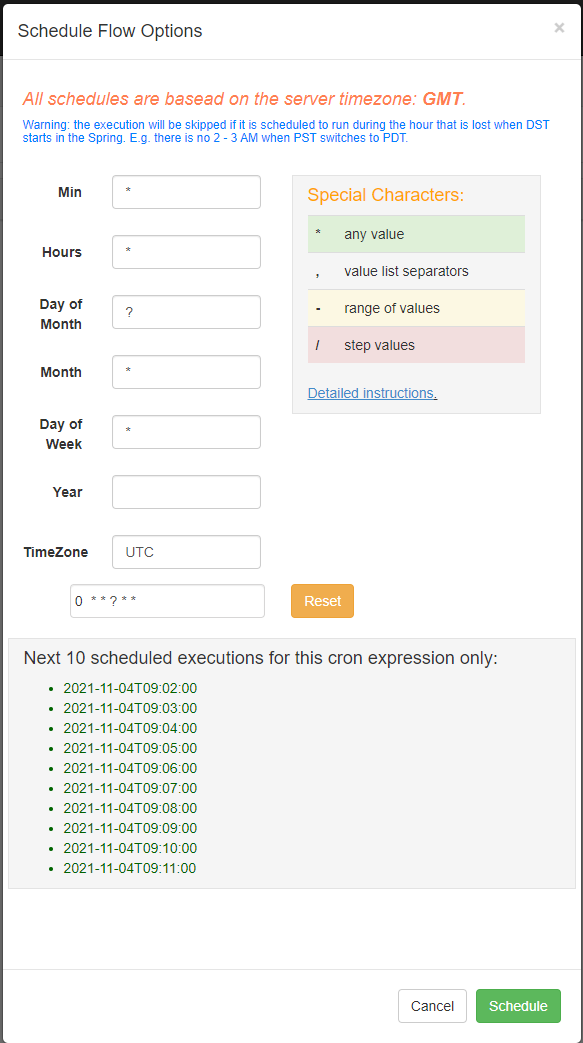 Schedule Flow Options
×
All schedules are basead on the server timezone: GMT.
Warning: the execution will be skipped if it is scheduled to run during the hour that is lost when DST
starts in the Spring. E.g. there is no 2 - 3 AM when PST switches to PDT.
Min *
Hours *
Day of
Month ?
Month *
Day of
Week *
Year
TimeZone UTC
0 * * ? * *
Reset
Special Characters:
* any value
, value list separators
- range of values
/ step values
Detailed instructions.
Next 10 scheduled executions for this cron expression only:
• 2021-11-04T09:02:00
• 2021-11-04T09:03:00
• 2021-11-04T09:04:00
• 2021-11-04T09:05:00
• 2021-11-04T09:06:00
• 2021-11-04T09:07:00
• 2021-11-04T09:08:00
• 2021-11-04T09:09:00
• 2021-11-04T09:10:00
• 2021-11-04T09:11:00
Cancel Schedule